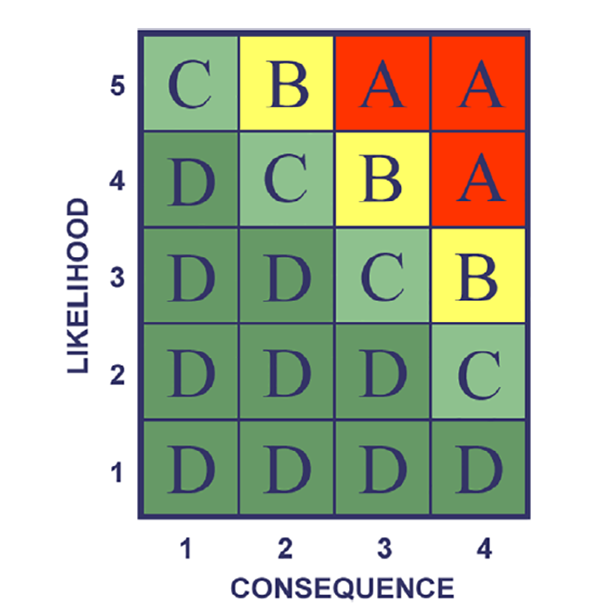 5 C B A A
4 D C B A
3 D D C B
2 D D D C
1 D D D D
LIKELIHOOD
1 2 3 4
CONSEQUENCE